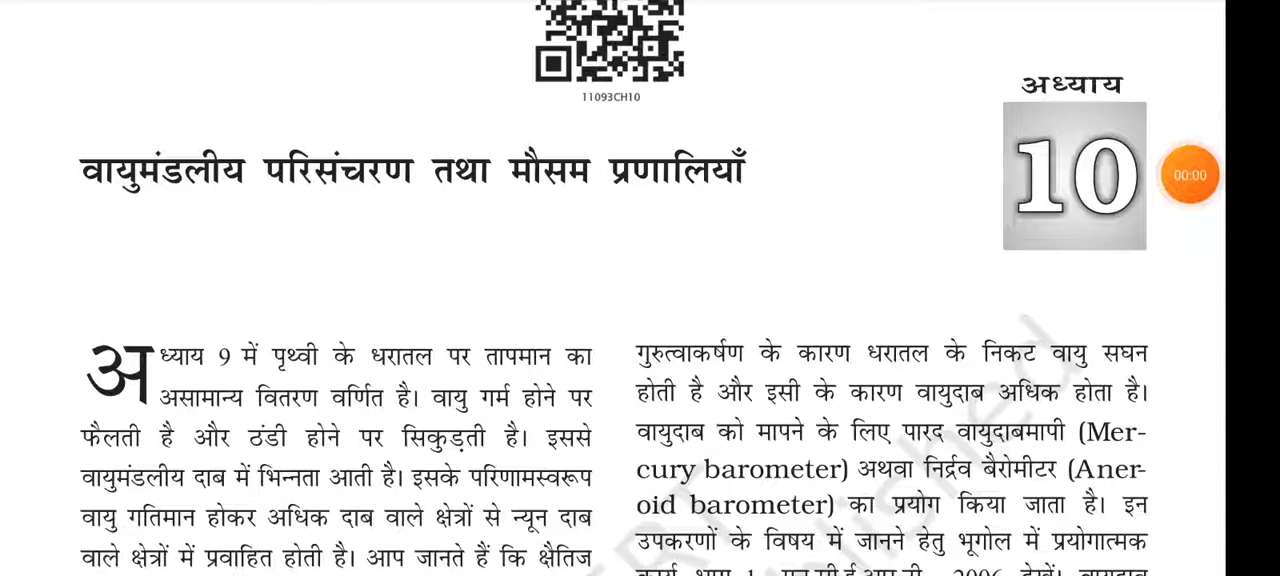 11093CH10
अध्याय
10
00:00
वायुमंडलीय परिसंचरण तथा मौसम प्रणालियाँ
अध्याय 9 में पृथ्वी के धरातल पर तापमान का
असामान्य वितरण वर्णित है। वायु गर्म होने पर
फैलती है और ठंडी होने पर सिकुड़ती है। इससे
वायुमंडलीय दाब में भिन्नता आती है। इसके परिणामस्वरूप
वायु गतिमान होकर अधिक दाब वाले क्षेत्रों से न्यून दाब
वाले क्षेत्रों में प्रवाहित होती है। आप जानते हैं कि क्षैतिज
गुरुत्वाकर्षण के कारण धरातल के निकट वायु सघन
होती है और इसी के कारण वायुदाब अधिक होता है।
वायुदाब को मापने के लिए पारद वायुदाबमापी (Mer-
cury barometer) अथवा निर्द्रव बैरोमीटर (Aner-
oid barometer) का प्रयोग किया जाता है। इन
उपकरणों के विषय में जानने हेतु भूगोल में प्रयोगात्मक